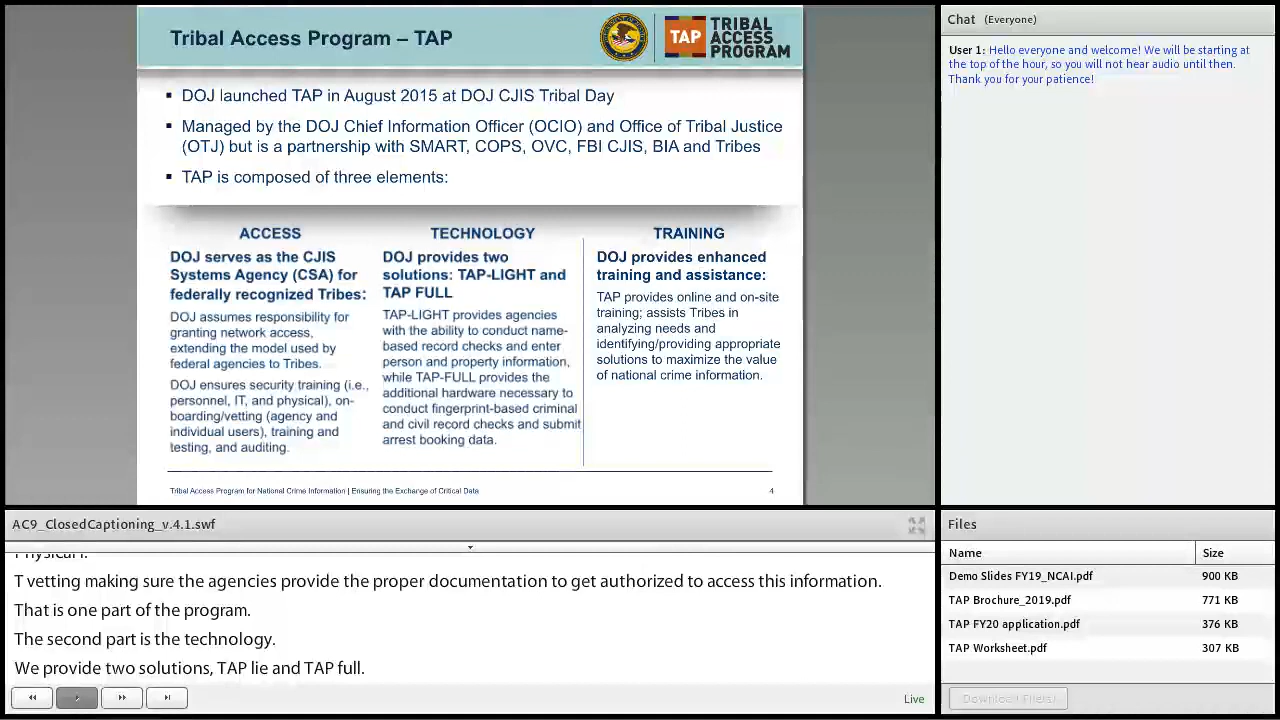 Tribal Access Program – TAP
TAP
TRIBAL
ACCESS
PROGRAM
▪ DOJ launched TAP in August 2015 at DOJ CJIS Tribal Day
▪ Managed by the DOJ Chief Information Officer (OCIO) and Office of Tribal Justice
(OTJ) but is a partnership with SMART, COPS, OVC, FBI CJIS, BIA and Tribes
▪ TAP is composed of three elements:
ACCESS
DOJ serves as the CJIS
Systems Agency (CSA) for
federally recognized Tribes:
DOJ assumes responsibility for
granting network access,
extending the model used by
federal agencies to Tribes.
DOJ ensures security training (i.e.,
personnel, IT, and physical), on-
boarding/vetting (agency and
individual users), training and
testing, and auditing.
TECHNOLOGY
DOJ provides two
solutions: TAP-LIGHT and
TAP FULL
TAP-LIGHT provides agencies
with the ability to conduct name-
based record checks and enter
person and property information,
while TAP-FULL provides the
additional hardware necessary to
conduct fingerprint-based criminal
and civil record checks and submit
arrest booking data.
TRAINING
DOJ provides enhanced
training and assistance:
TAP provides online and on-site
training; assists Tribes in
analyzing needs and
identifying/providing appropriate
solutions to maximize the value
of national crime information.
Tribal Access Program for National Crime Information | Ensuring the Exchange of Critical Data
4
Chat (Everyone)
User 1: Hello everyone and welcome! We will be starting at
the top of the hour, so you will not hear audio until then.
Thank you for your patience!
AC9_ClosedCaptioning_v.4.1.swf
T vetting making sure the agencies provide the proper documentation to get authorized to access this information.
That is one part of the program.
The second part is the technology.
We provide two solutions, TAP lie and TAP full.
Live
Files
Name Size
Demo Slides FY19_NCAI.pdf 900 KB
TAP Brochure_2019.pdf 771 KB
TAP FY20 application.pdf 376 KB
TAP Worksheet.pdf 307 KB
Download File(s)